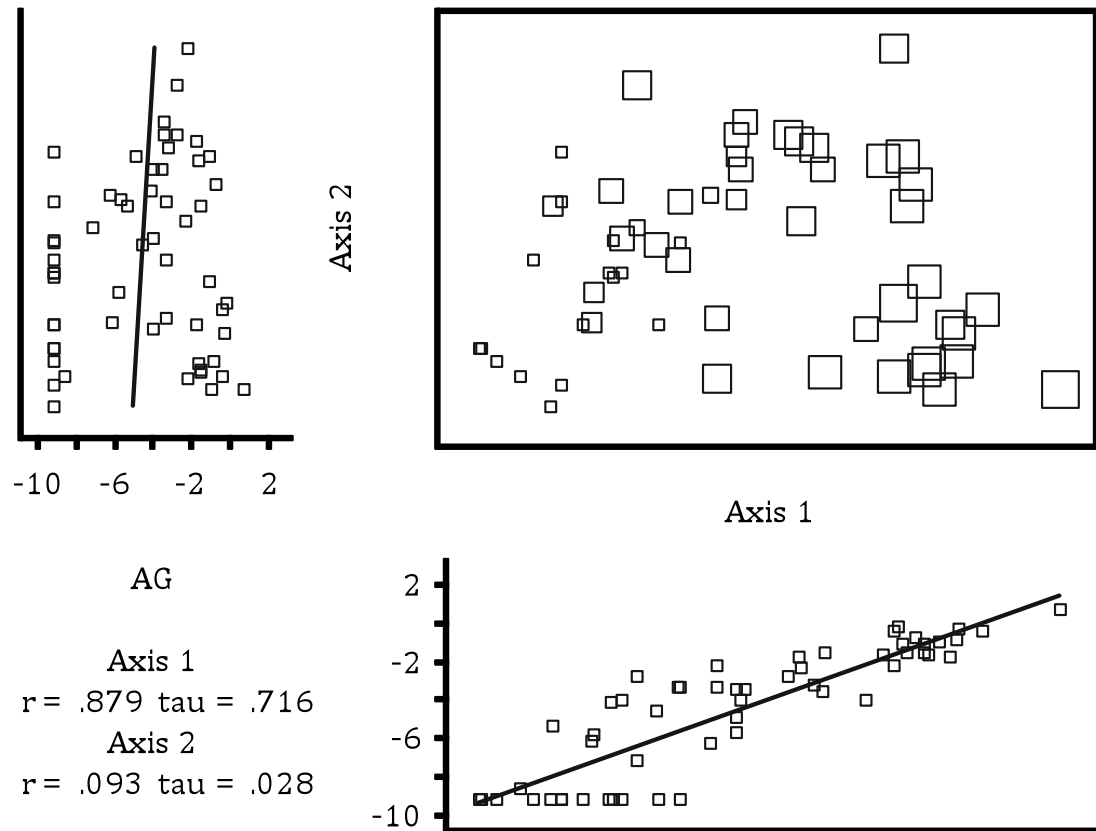 Axis 2
-10 -6 -2 2
Axis 1
AG
Axis 1
r = .879 tau = .716
Axis 2
r = .093 tau = .028
2
-2
-6
-10